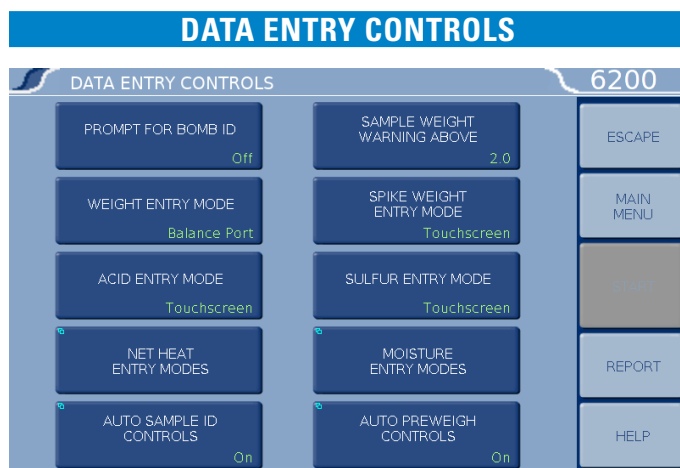 DATA ENTRY CONTROLS
DATA ENTRY CONTROLS
6200
PROMPT FOR BOMB ID
Off
SAMPLE WEIGHT
WARNING ABOVE
2.0
ESCAPE
WEIGHT ENTRY MODE
Balance Port
SPIKE WEIGHT
ENTRY MODE
Touchscreen
MAIN
MENU
ACID ENTRY MODE
Touchscreen
SULFUR ENTRY MODE
Touchscreen
NET HEAT
ENTRY MODES
MOISTURE
ENTRY MODES
REPORT
AUTO SAMPLE ID
CONTROLS
On
AUTO PREWEIGH
CONTROLS
On
HELP